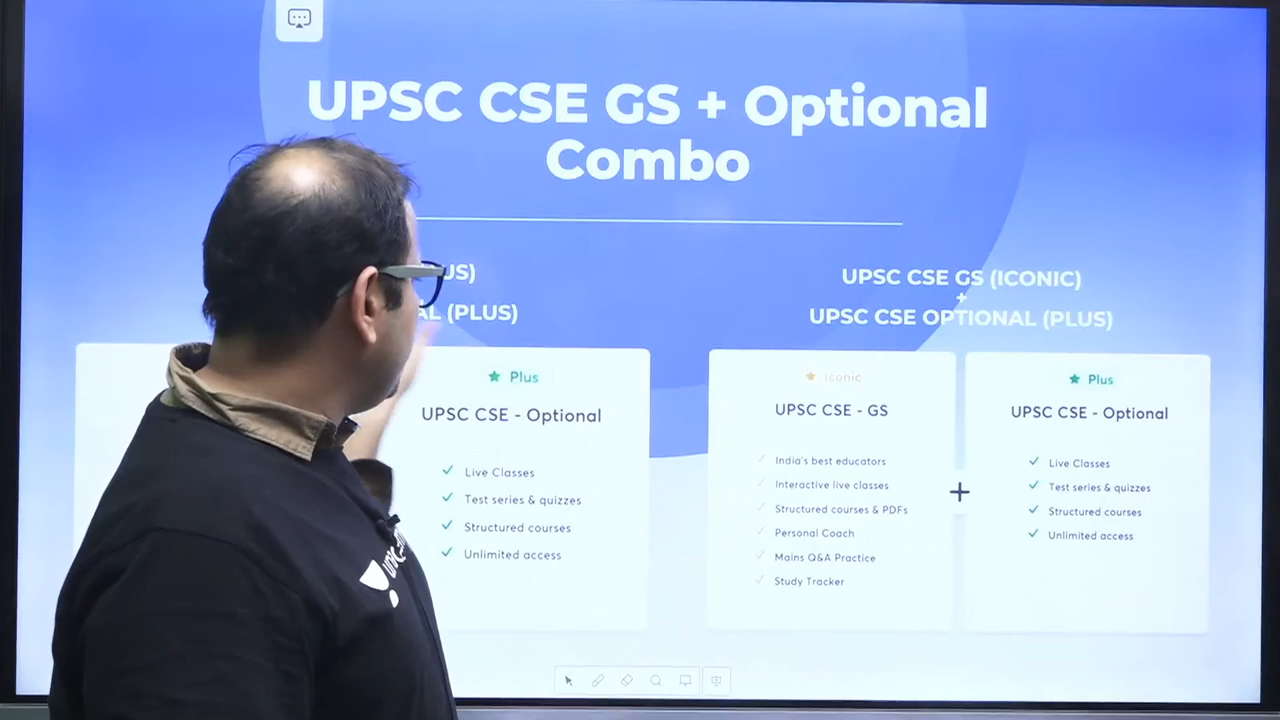 UPSC CSE GS + Optional
Combo
US)
AL (PLUS)
UPSC CSE GS (ICONIC)
+
UPSC CSE OPTIONAL (PLUS)
Plus
UPSC CSE - Optional
Live Classes
Test series & quizzes
Structured courses
Unlimited access
Iconic
UPSC CSE - GS
India's best educators
Interactive live classes
Structured courses & PDFs
Personal Coach
Mains Q&A Practice
Study Tracker
+
Plus
UPSC CSE - Optional
Live Classes
Test series & quizzes
Structured courses
Unlimited access